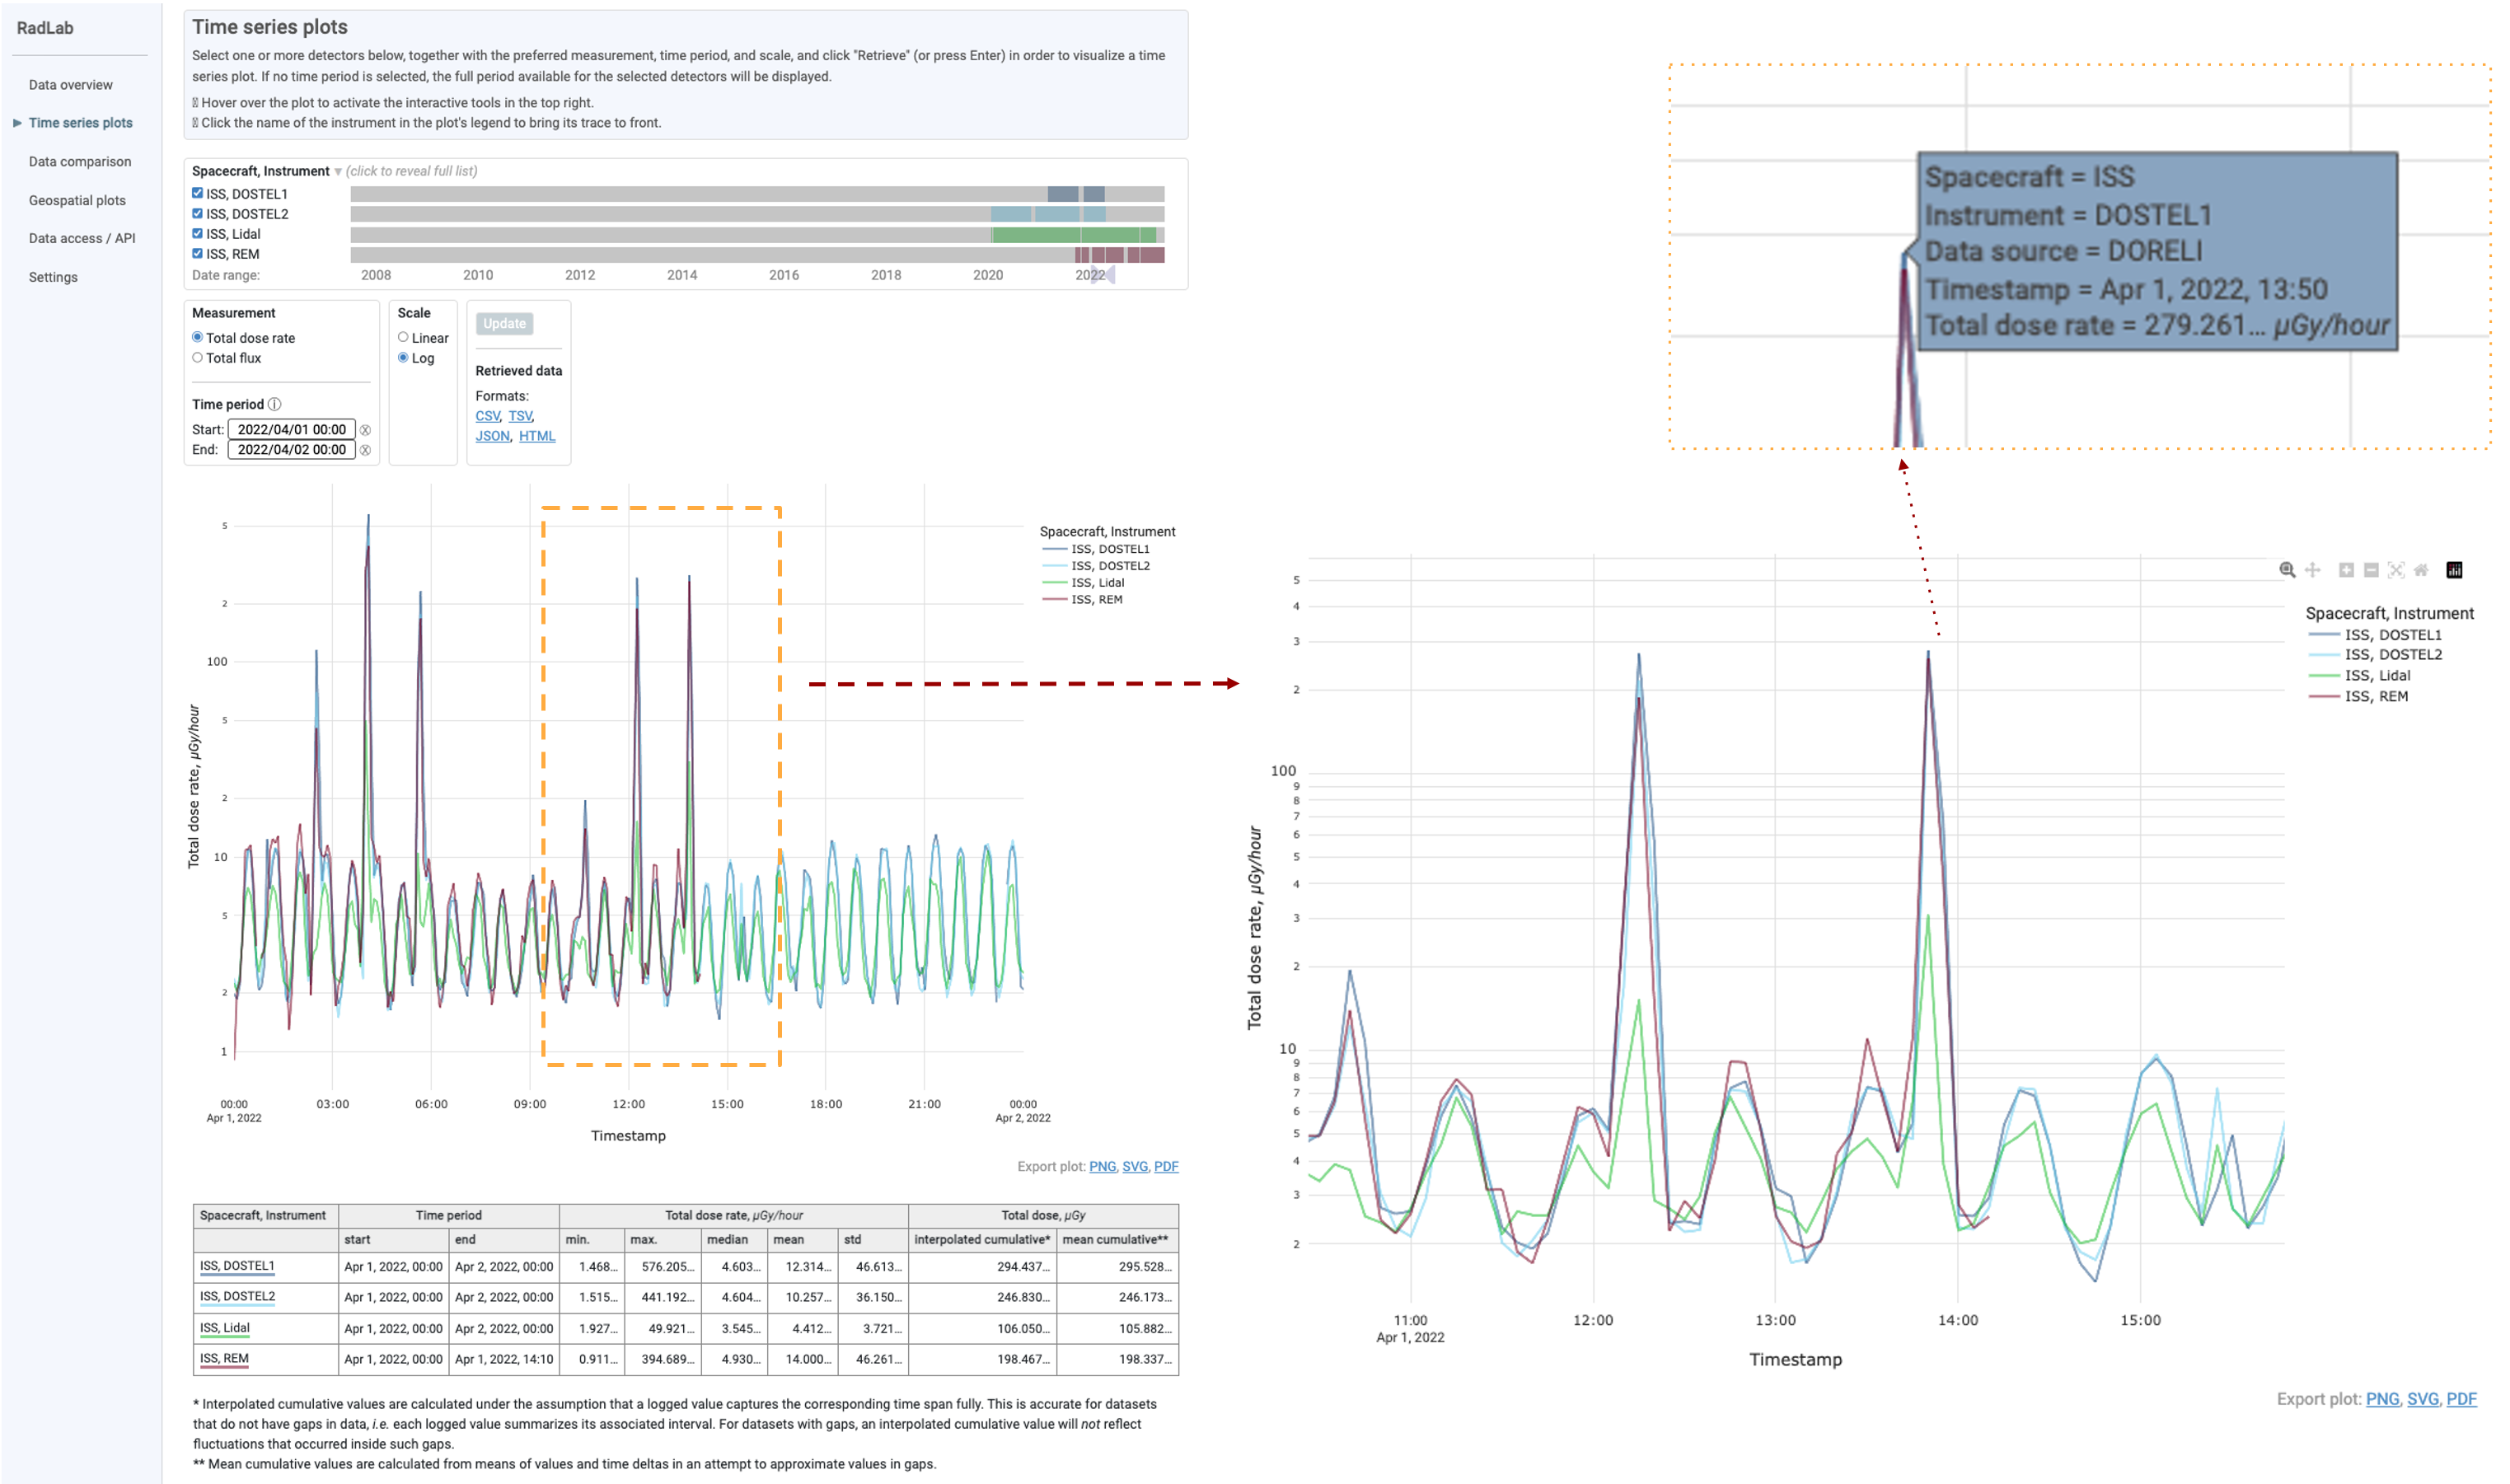 RadLab
Data overview
► Time series plots
Data comparison
Geospatial plots
Data access / API
Settings
Time series plots
Select one or more detectors below, together with the preferred measurement, time period, and scale, and click "Retrieve" (or press Enter) in order to visualize a time
series plot. If no time period is selected, the full period available for the selected detectors will be displayed.
Hover over the plot to activate the interactive tools in the top right.
Click the name of the instrument in the plot's legend to bring its trace to front.
Spacecraft, Instrument ▼ (click to reveal full list)
ISS, DOSTEL1
ISS, DOSTEL2
ISS, Lidal
ISS, REM
Date range: 2008 2010 2012 2014 2016 2018 2020 2022
Measurement
Total dose rate
Total flux
Time period ⓘ
Start: 2022/04/01 00:00
End: 2022/04/02 00:00
Scale
Linear
Log
Update
Retrieved data
Formats:
CSV, TSV,
JSON, HTML
5
2
100
5
2
10
5
2
1
Total dose rate, µGy/hour
00:00 03:00 06:00 09:00 12:00 15:00 18:00 21:00 00:00
Apr 1, 2022 Apr 2, 2022
Timestamp
Spacecraft, Instrument
ISS, DOSTEL1
ISS, DOSTEL2
ISS, Lidal
ISS, REM
Export plot: PNG, SVG, PDF
Spacecraft, Instrument Time period Total dose rate, µGy/hour Total dose, µGy
start end min. max. median mean std interpolated cumulative* mean cumulative**
ISS, DOSTEL1 Apr 1, 2022, 00:00 Apr 2, 2022, 00:00 1.468... 576.205... 4.603... 12.314... 46.613... 294.437... 295.528...
ISS, DOSTEL2 Apr 1, 2022, 00:00 Apr 2, 2022, 00:00 1.515... 441.192... 4.604... 10.257... 36.150... 246.830... 246.173...
ISS, Lidal Apr 1, 2022, 00:00 Apr 2, 2022, 00:00 1.927... 49.921... 3.545... 4.412... 3.721... 106.050... 105.882...
ISS, REM Apr 1, 2022, 00:00 Apr 1, 2022, 14:10 0.911... 394.689... 4.930... 14.000... 46.261... 198.467... 198.337...
* Interpolated cumulative values are calculated under the assumption that a logged value captures the corresponding time span fully. This is accurate for datasets
that do not have gaps in data, i.e. each logged value summarizes its associated interval. For datasets with gaps, an interpolated cumulative value will not reflect
fluctuations that occurred inside such gaps.
** Mean cumulative values are calculated from means of values and time deltas in an attempt to approximate values in gaps.
Spacecraft = ISS
Instrument = DOSTEL1
Data source = DORELI
Timestamp = Apr 1, 2022, 13:50
Total dose rate = 279.261... µGy/hour
5
4
3
2
100
9
8
7
6
5
4
3
2
10
9
8
7
6
5
4
3
2
Total dose rate, µGy/hour
11:00 12:00 13:00 14:00 15:00
Apr 1, 2022
Timestamp
Spacecraft, Instrument
ISS, DOSTEL1
ISS, DOSTEL2
ISS, Lidal
ISS, REM
Export plot: PNG, SVG, PDF